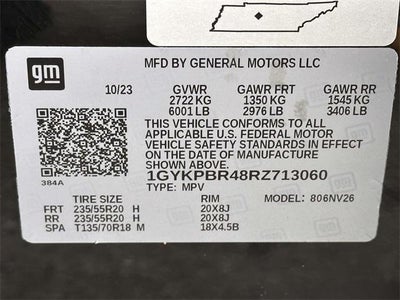 gm
MFD BY GENERAL MOTORS LLC
10/23 GVWR GAWR FRT GAWR RR
2722 KG 1350 KG 1545 KG
6001 LB 2976 LB 3406 LB
THIS VEHICLE CONFORMS TO ALL
APPLICABLE U.S. FEDERAL MOTOR
VEHICLE SAFETY STANDARDS IN EFFECT
ON THE DATE OF MANUFACTURE
SHOWN ABOVE.
384A
1GYKPBR48RZ713060
TYPE: MPV
TIRE SIZE RIM MODEL: 806NV26
FRT 235/55R20 H 20X8J
RR 235/55R20 H 20X8J
SPA T135/70R18 M 18X4.5B